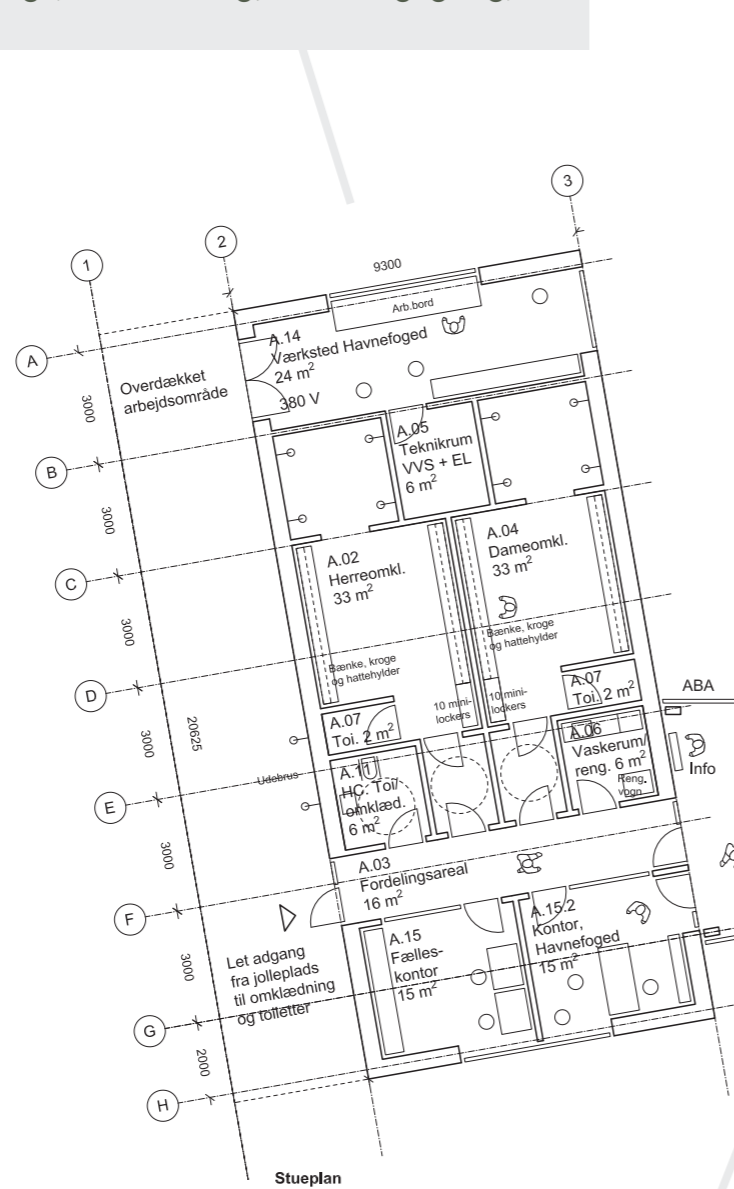 3
2
1
9300
Arb.bord
A.14
Værksted Havnefoged
24 m²
380 V
A
3000
Overdækket
arbejdsområde
A.05
Teknikrum
VVS + EL
6 m²
B
3000
A.02
Herreomkl.
33 m²
A.04
Dameomkl.
33 m²
C
3000
Bænke, kroge
og hattehylder
Bænke, kroge
og hattehylder
D
3000
20625
10 mini-
lockers
10 mini-
lockers
A.07
Toi. 2 m²
A.07
Toi. 2 m²
ABA
Udebrus
A.11
HC. Toi/
omklæd.
6 m²
A.06
Vaskerum/
reng. 6 m²
Reng.
vogn
Info
E
3000
A.03
Fordelingsareal
16 m²
F
3000
Let adgang
fra jolleplads
til omklædning
og toiletter
A.15
Fælles-
kontor
15 m²
A.15.2
Kontor,
Havnefoged
15 m²
G
2000
H
Stueplan